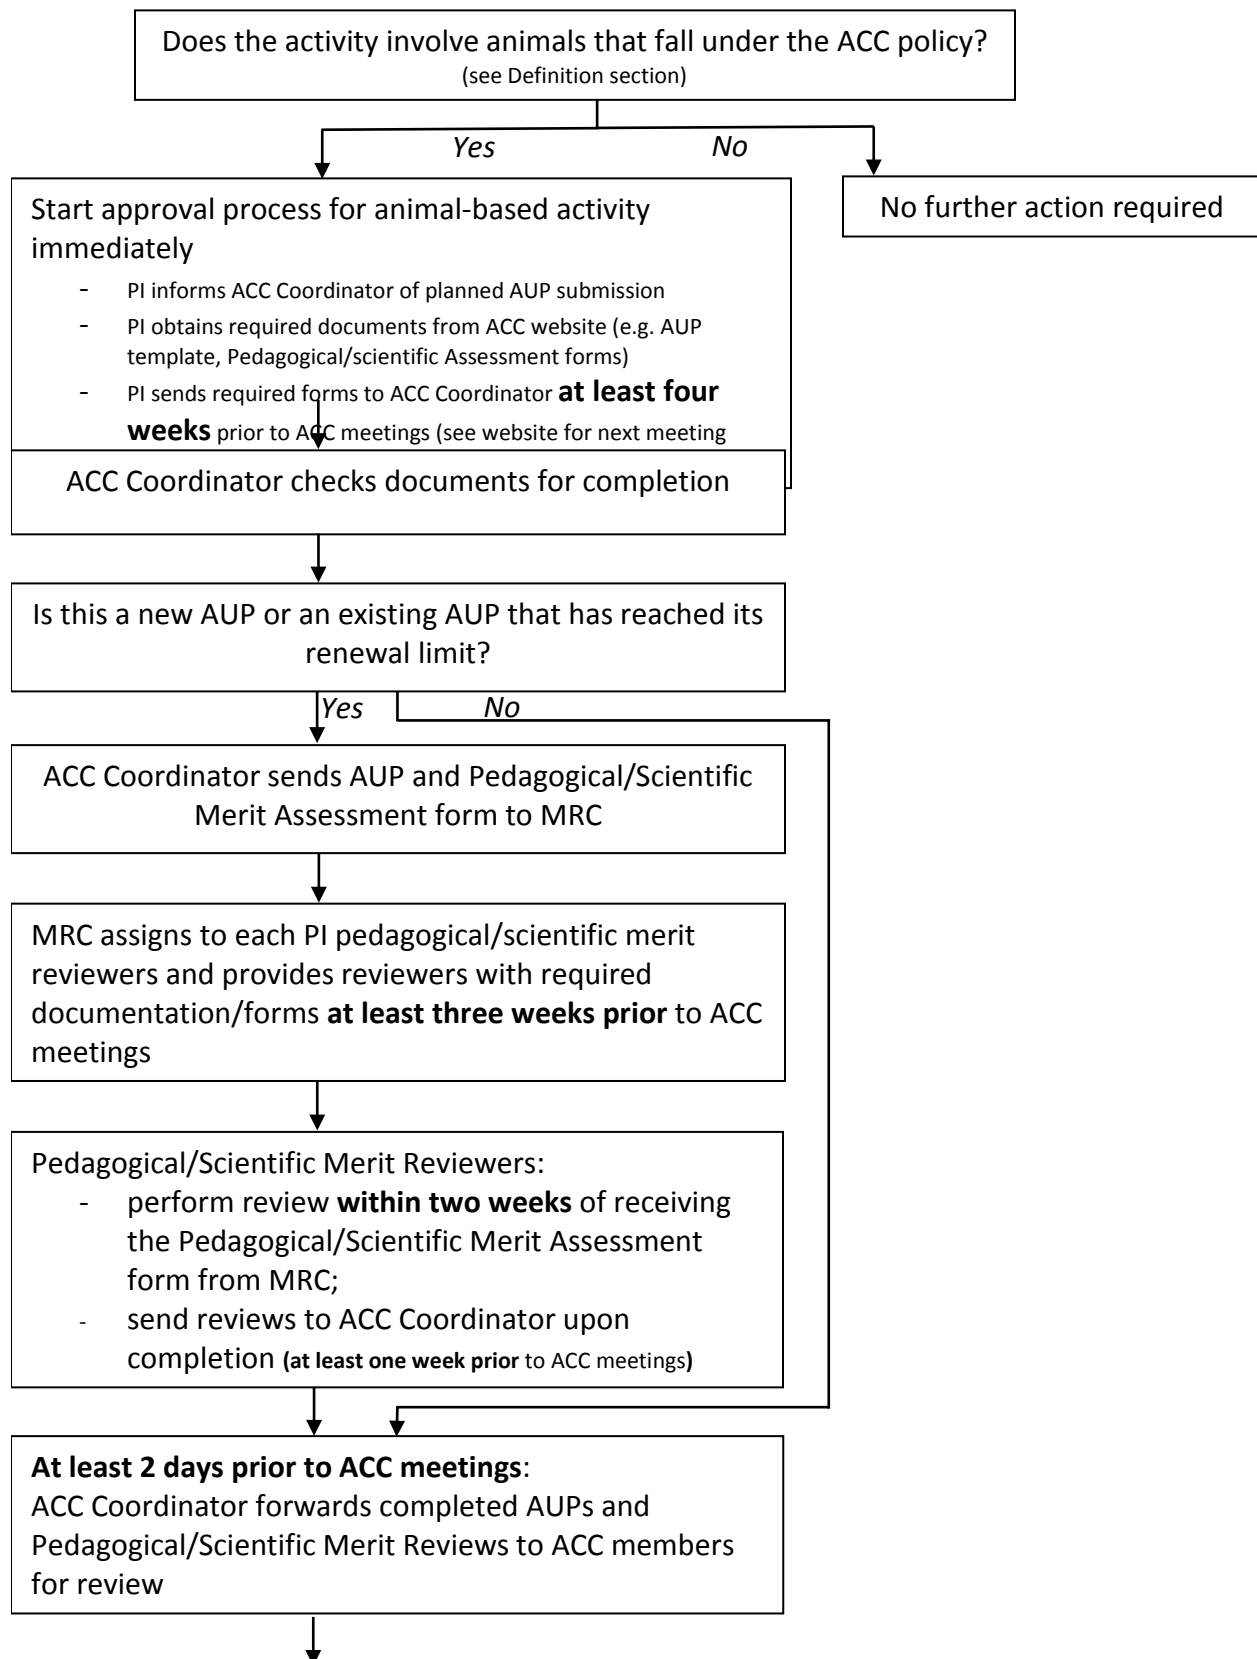 Does the activity involve animals that fall under the ACC policy?
(see Definition section)
Yes
No
Start approval process for animal-based activity
immediately
- PI informs ACC Coordinator of planned AUP submission
- PI obtains required documents from ACC website (e.g. AUP
template, Pedagogical/scientific Assessment forms)
- PI sends required forms to ACC Coordinator at least four
weeks prior to ACC meetings (see website for next meeting
No further action required
ACC Coordinator checks documents for completion
Is this a new AUP or an existing AUP that has reached its
renewal limit?
Yes
No
ACC Coordinator sends AUP and Pedagogical/Scientific
Merit Assessment form to MRC
MRC assigns to each PI pedagogical/scientific merit
reviewers and provides reviewers with required
documentation/forms at least three weeks prior to ACC
meetings
Pedagogical/Scientific Merit Reviewers:
- perform review within two weeks of receiving
the Pedagogical/Scientific Merit Assessment
form from MRC;
- send reviews to ACC Coordinator upon
completion (at least one week prior to ACC meetings)
At least 2 days prior to ACC meetings:
ACC Coordinator forwards completed AUPs and
Pedagogical/Scientific Merit Reviews to ACC members
for review